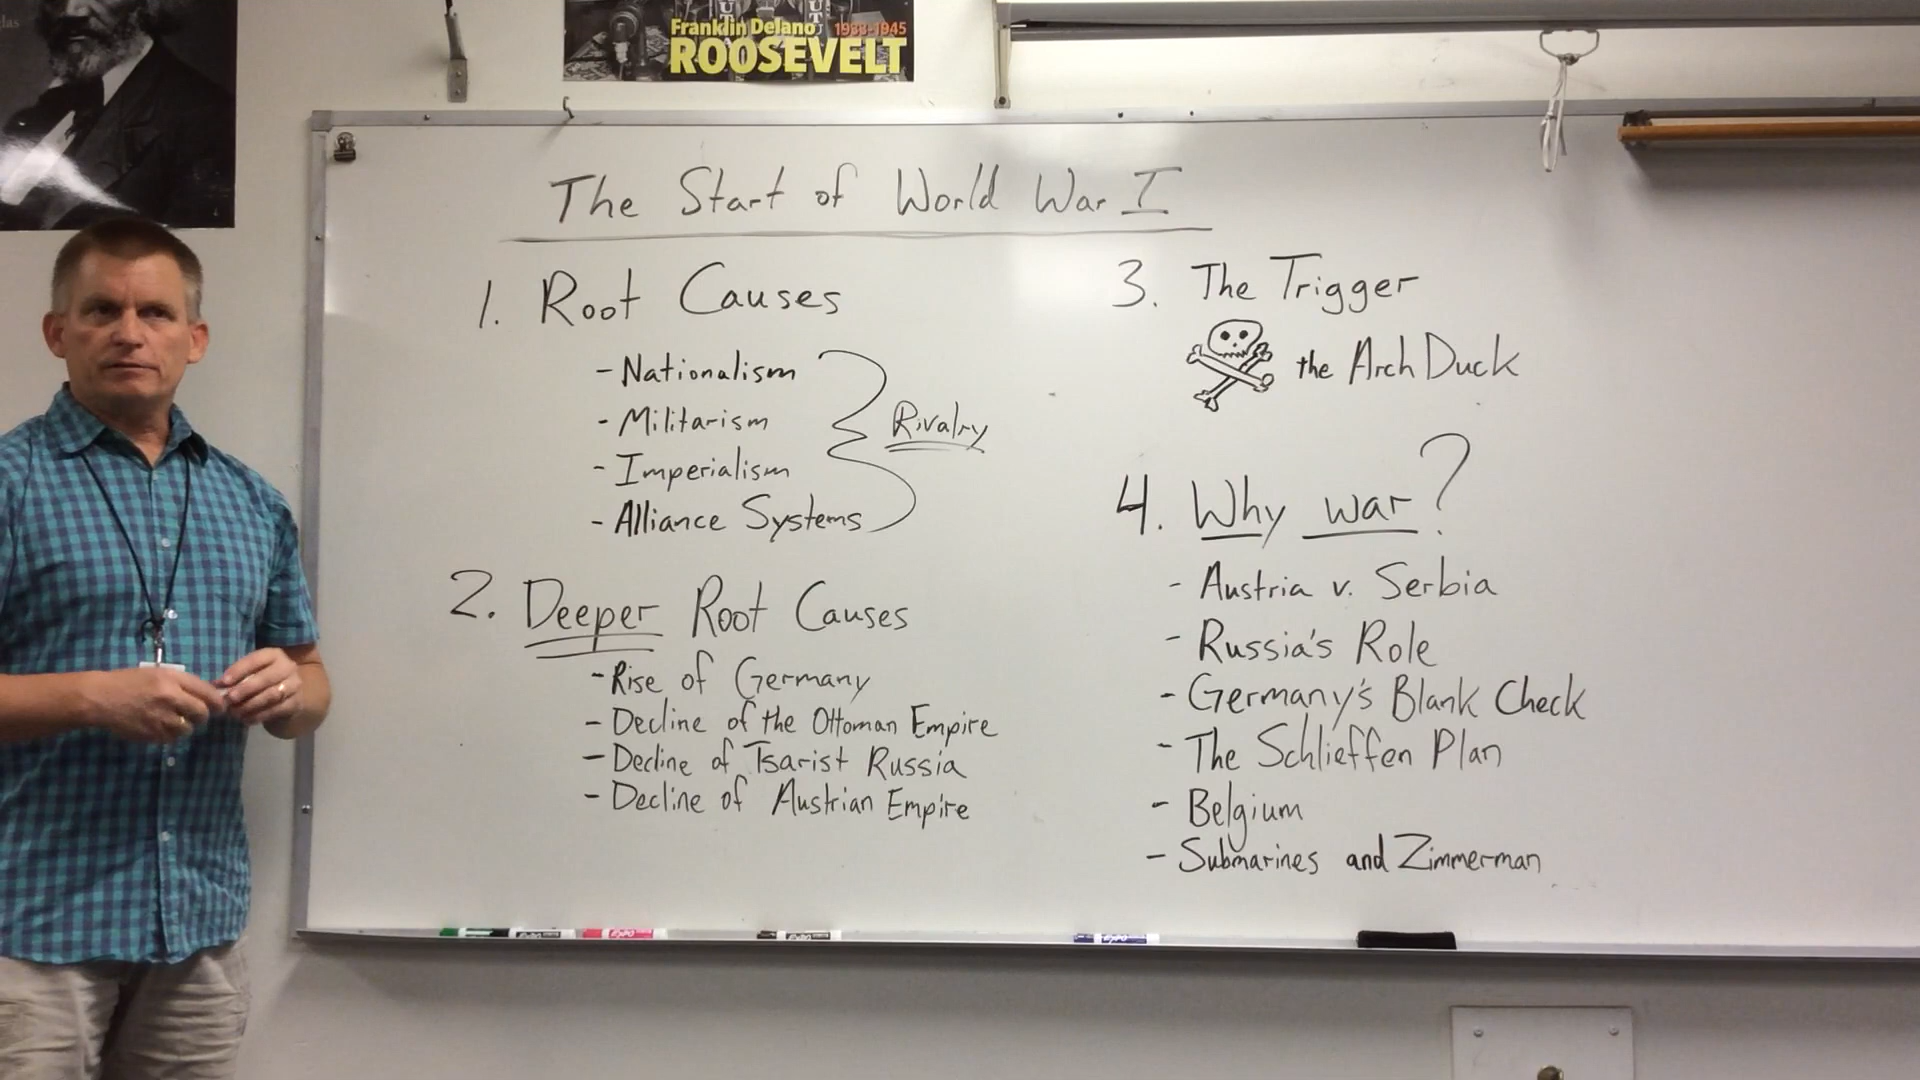 las
Franklin Delano 1933-1945
ROOSEVELT
The Start of World War I
1. Root Causes
- Nationalism
- Militarism
- Imperialism
- Alliance Systems
Rivalry
2. Deeper Root Causes
- Rise of Germany
- Decline of the Ottoman Empire
- Decline of Tsarist Russia
- Decline of Austrian Empire
3. The Trigger
the Arch Duck
4. Why war?
- Austria v. Serbia
- Russia's Role
- Germany's Blank Check
- The Schlieffen Plan
- Belgium
- Submarines and Zimmerman
EXPO
EXPO